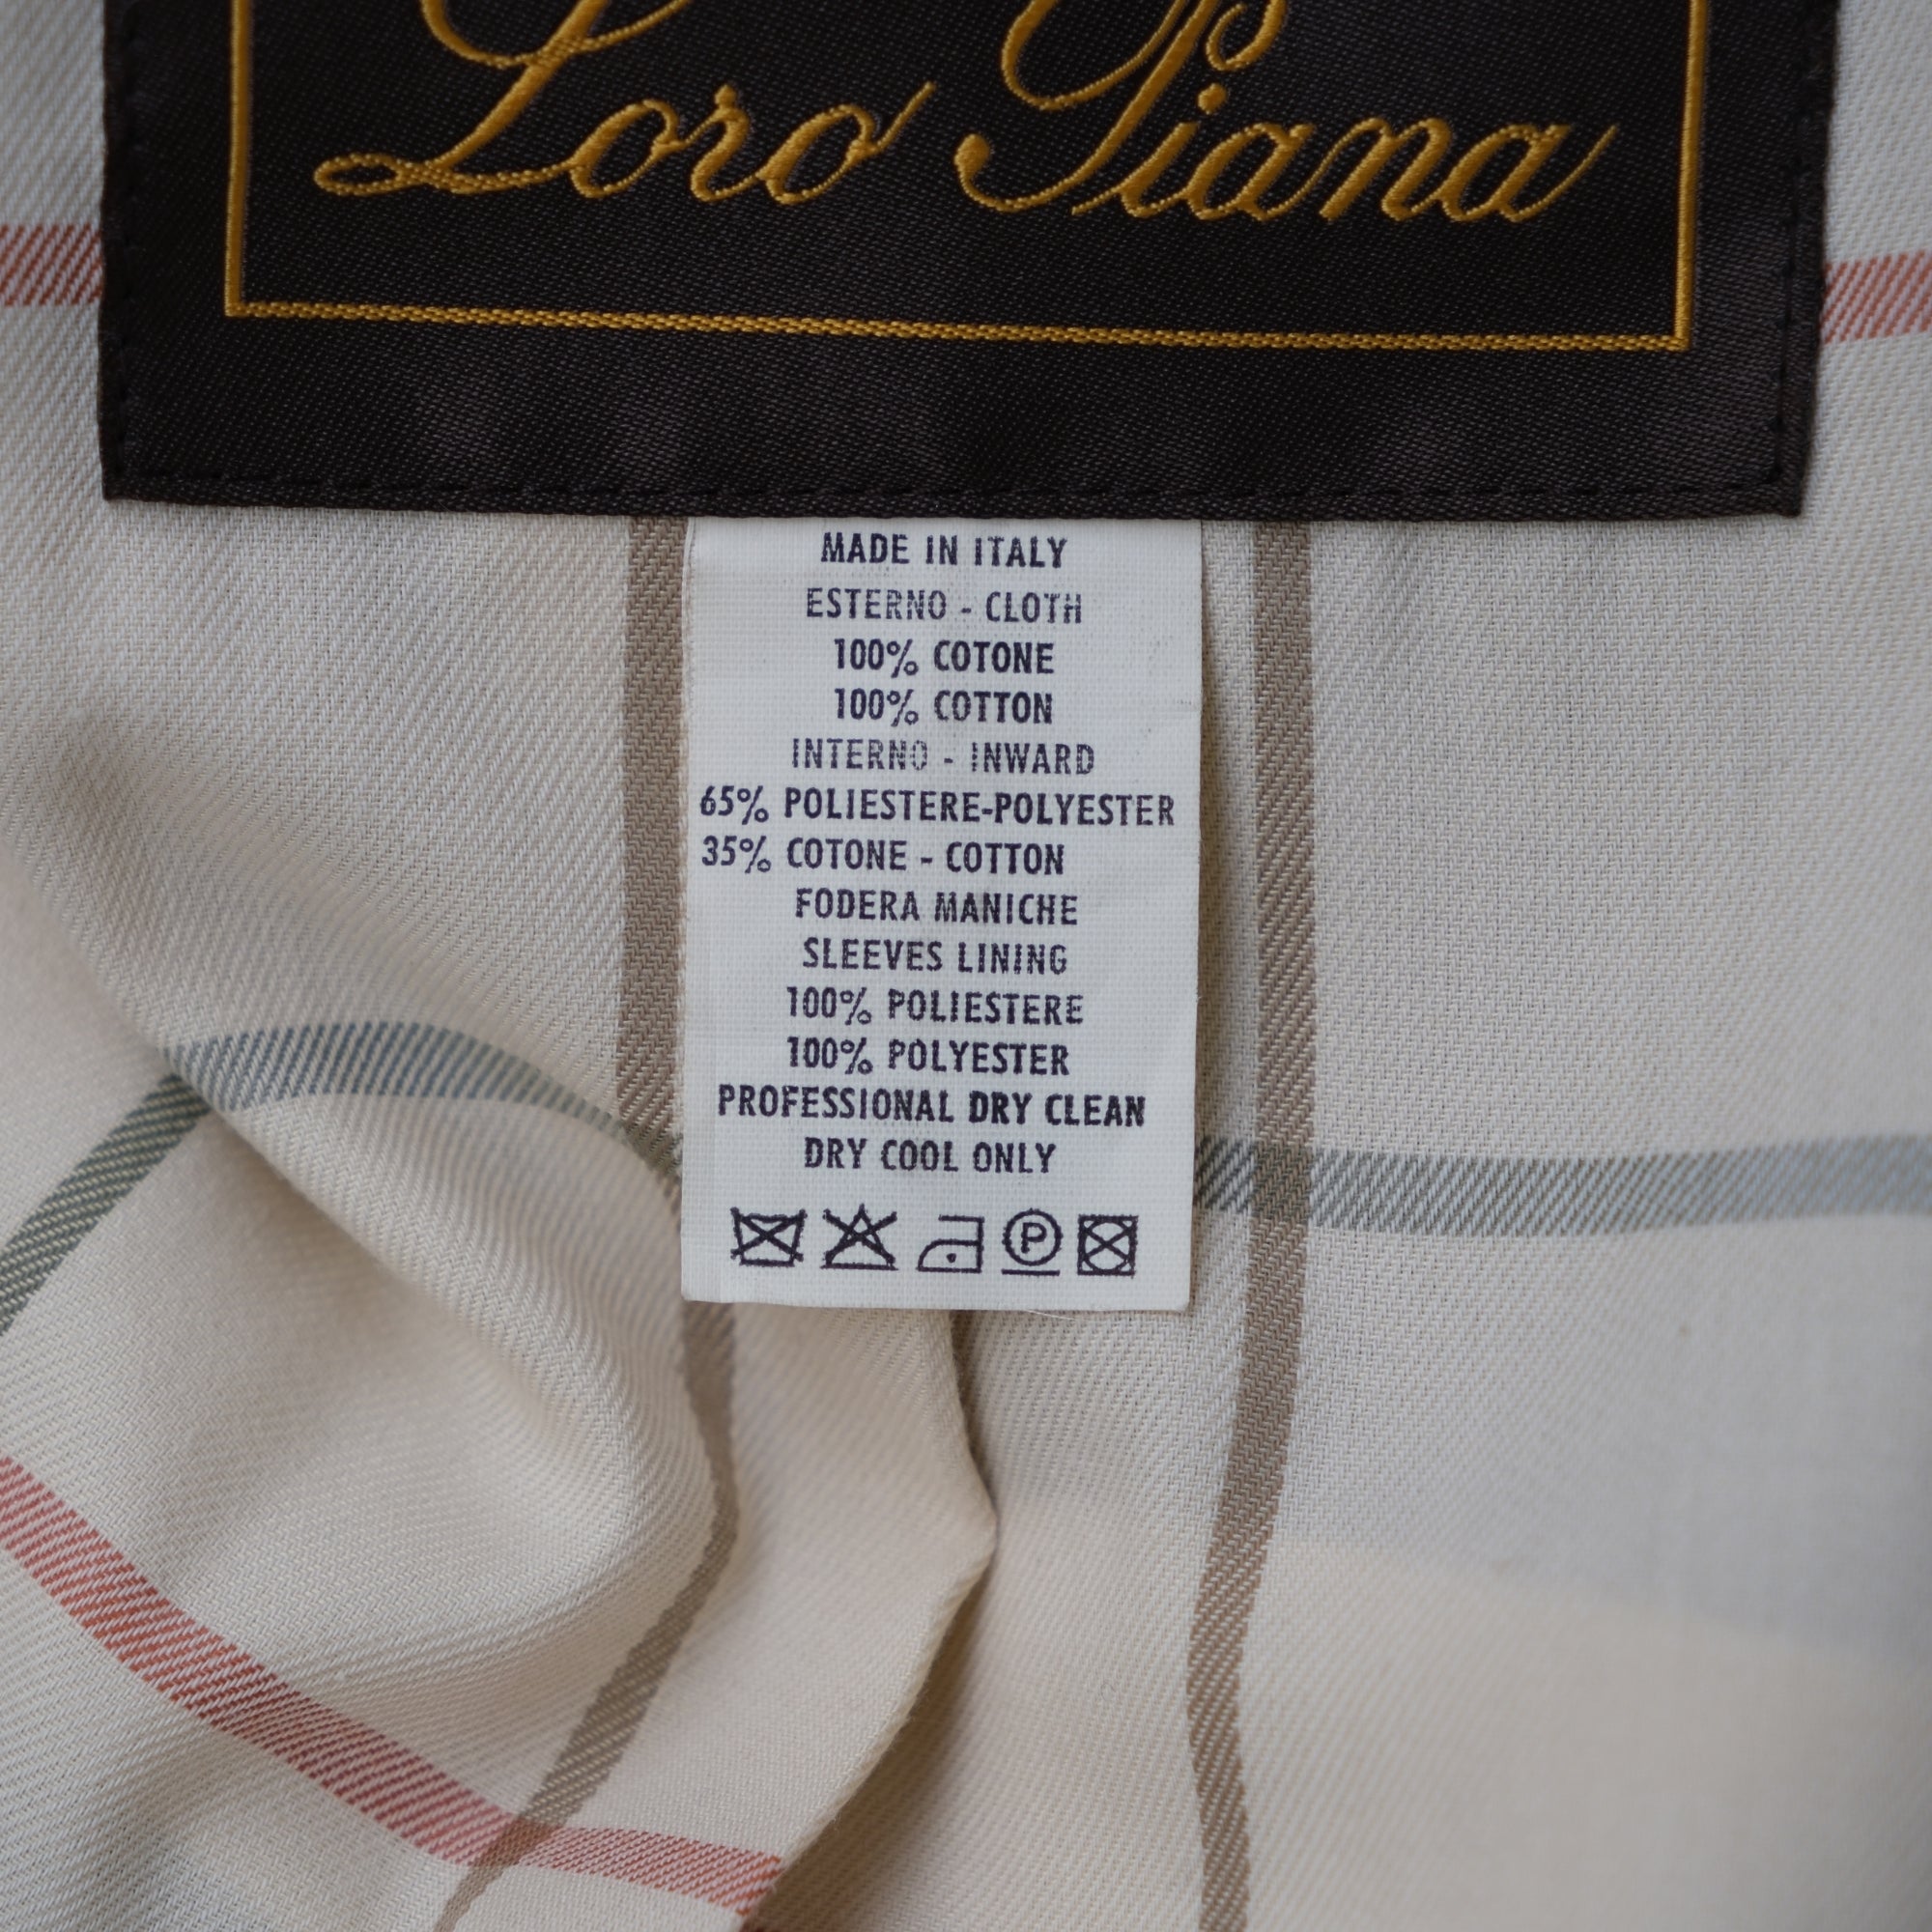 Loro Piana
MADE IN ITALY
ESTERNO - CLOTH
100% COTONE
100% COTTON
INTERNO - INWARD
65% POLIESTERE-POLYESTER
35% COTONE - COTTON
FODERA MANICHE
SLEEVES LINING
100% POLIESTERE
100% POLYESTER
PROFESSIONAL DRY CLEAN
DRY COOL ONLY
P